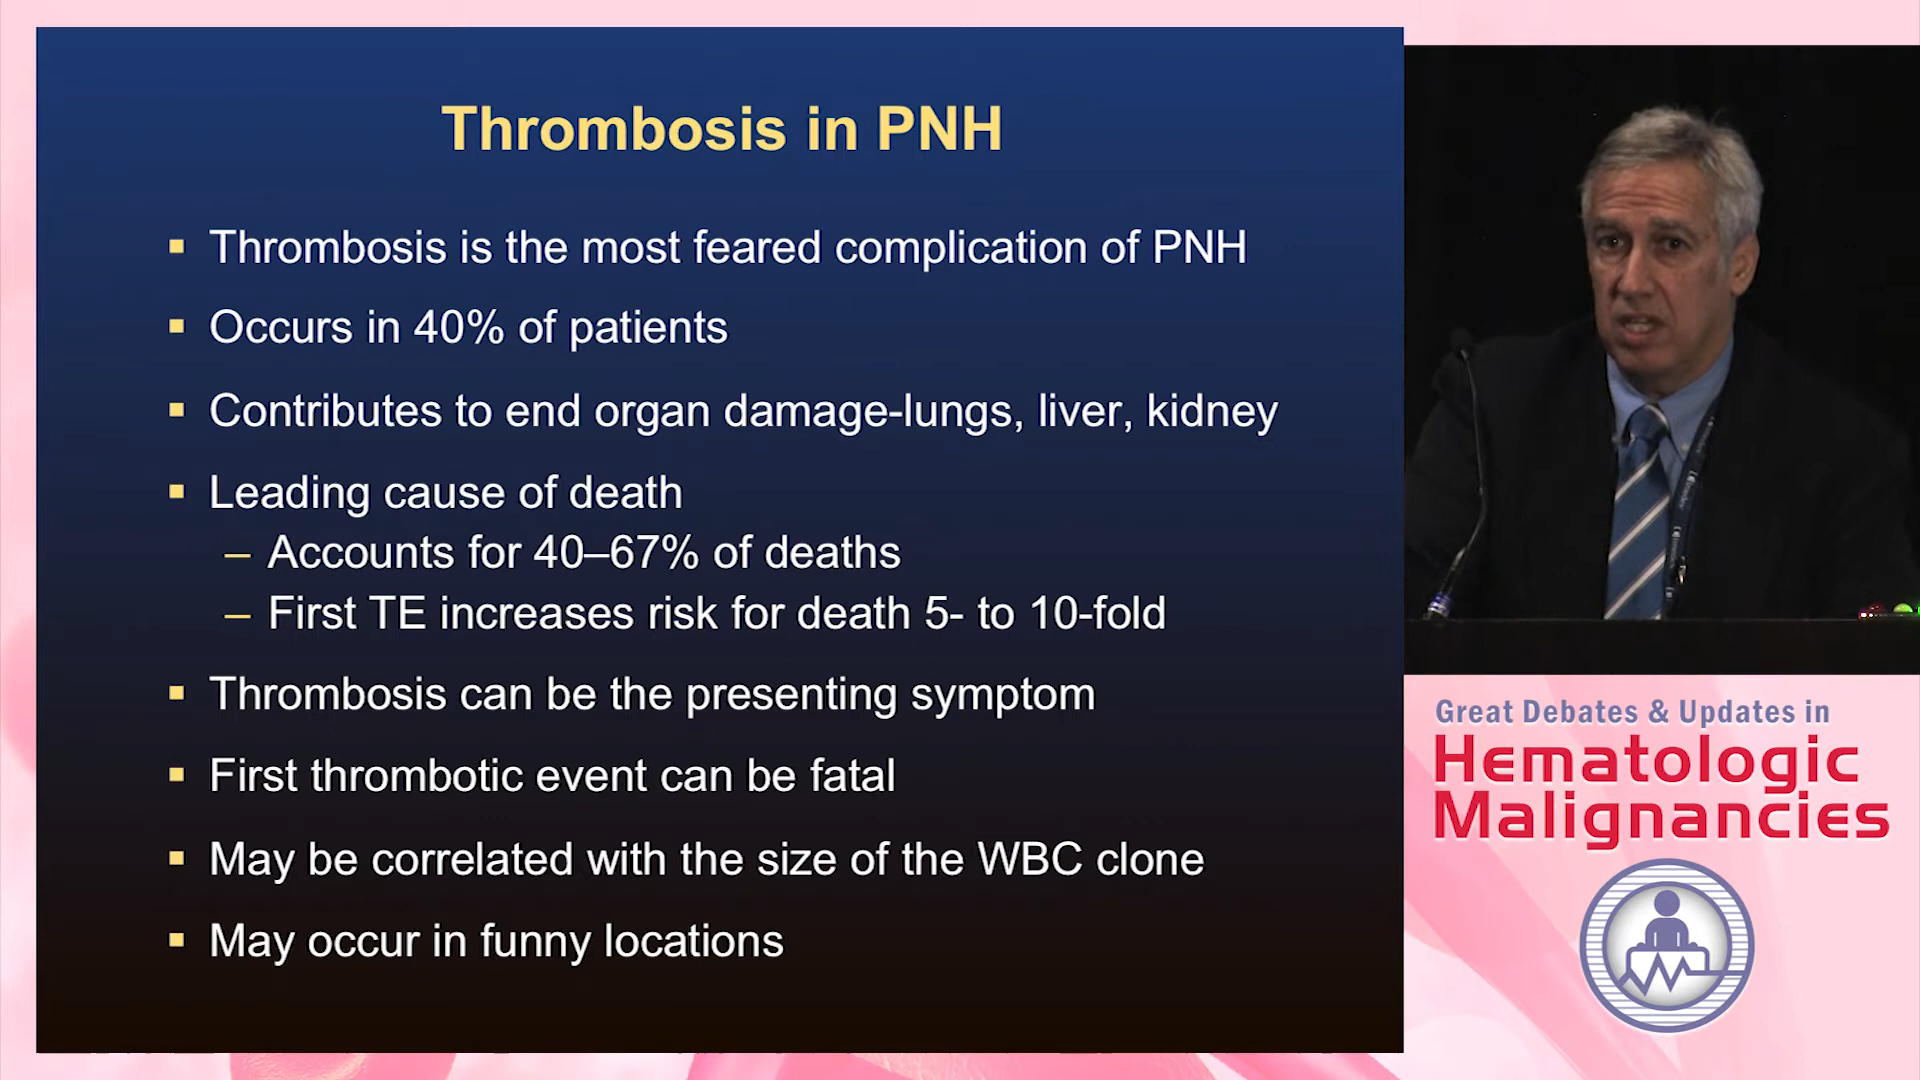 Thrombosis in PNH
▪ Thrombosis is the most feared complication of PNH
▪ Occurs in 40% of patients
▪ Contributes to end organ damage-lungs, liver, kidney
▪ Leading cause of death
– Accounts for 40–67% of deaths
– First TE increases risk for death 5- to 10-fold
▪ Thrombosis can be the presenting symptom
▪ First thrombotic event can be fatal
▪ May be correlated with the size of the WBC clone
▪ May occur in funny locations
Great Debates & Updates in
Hematologic
Malignancies